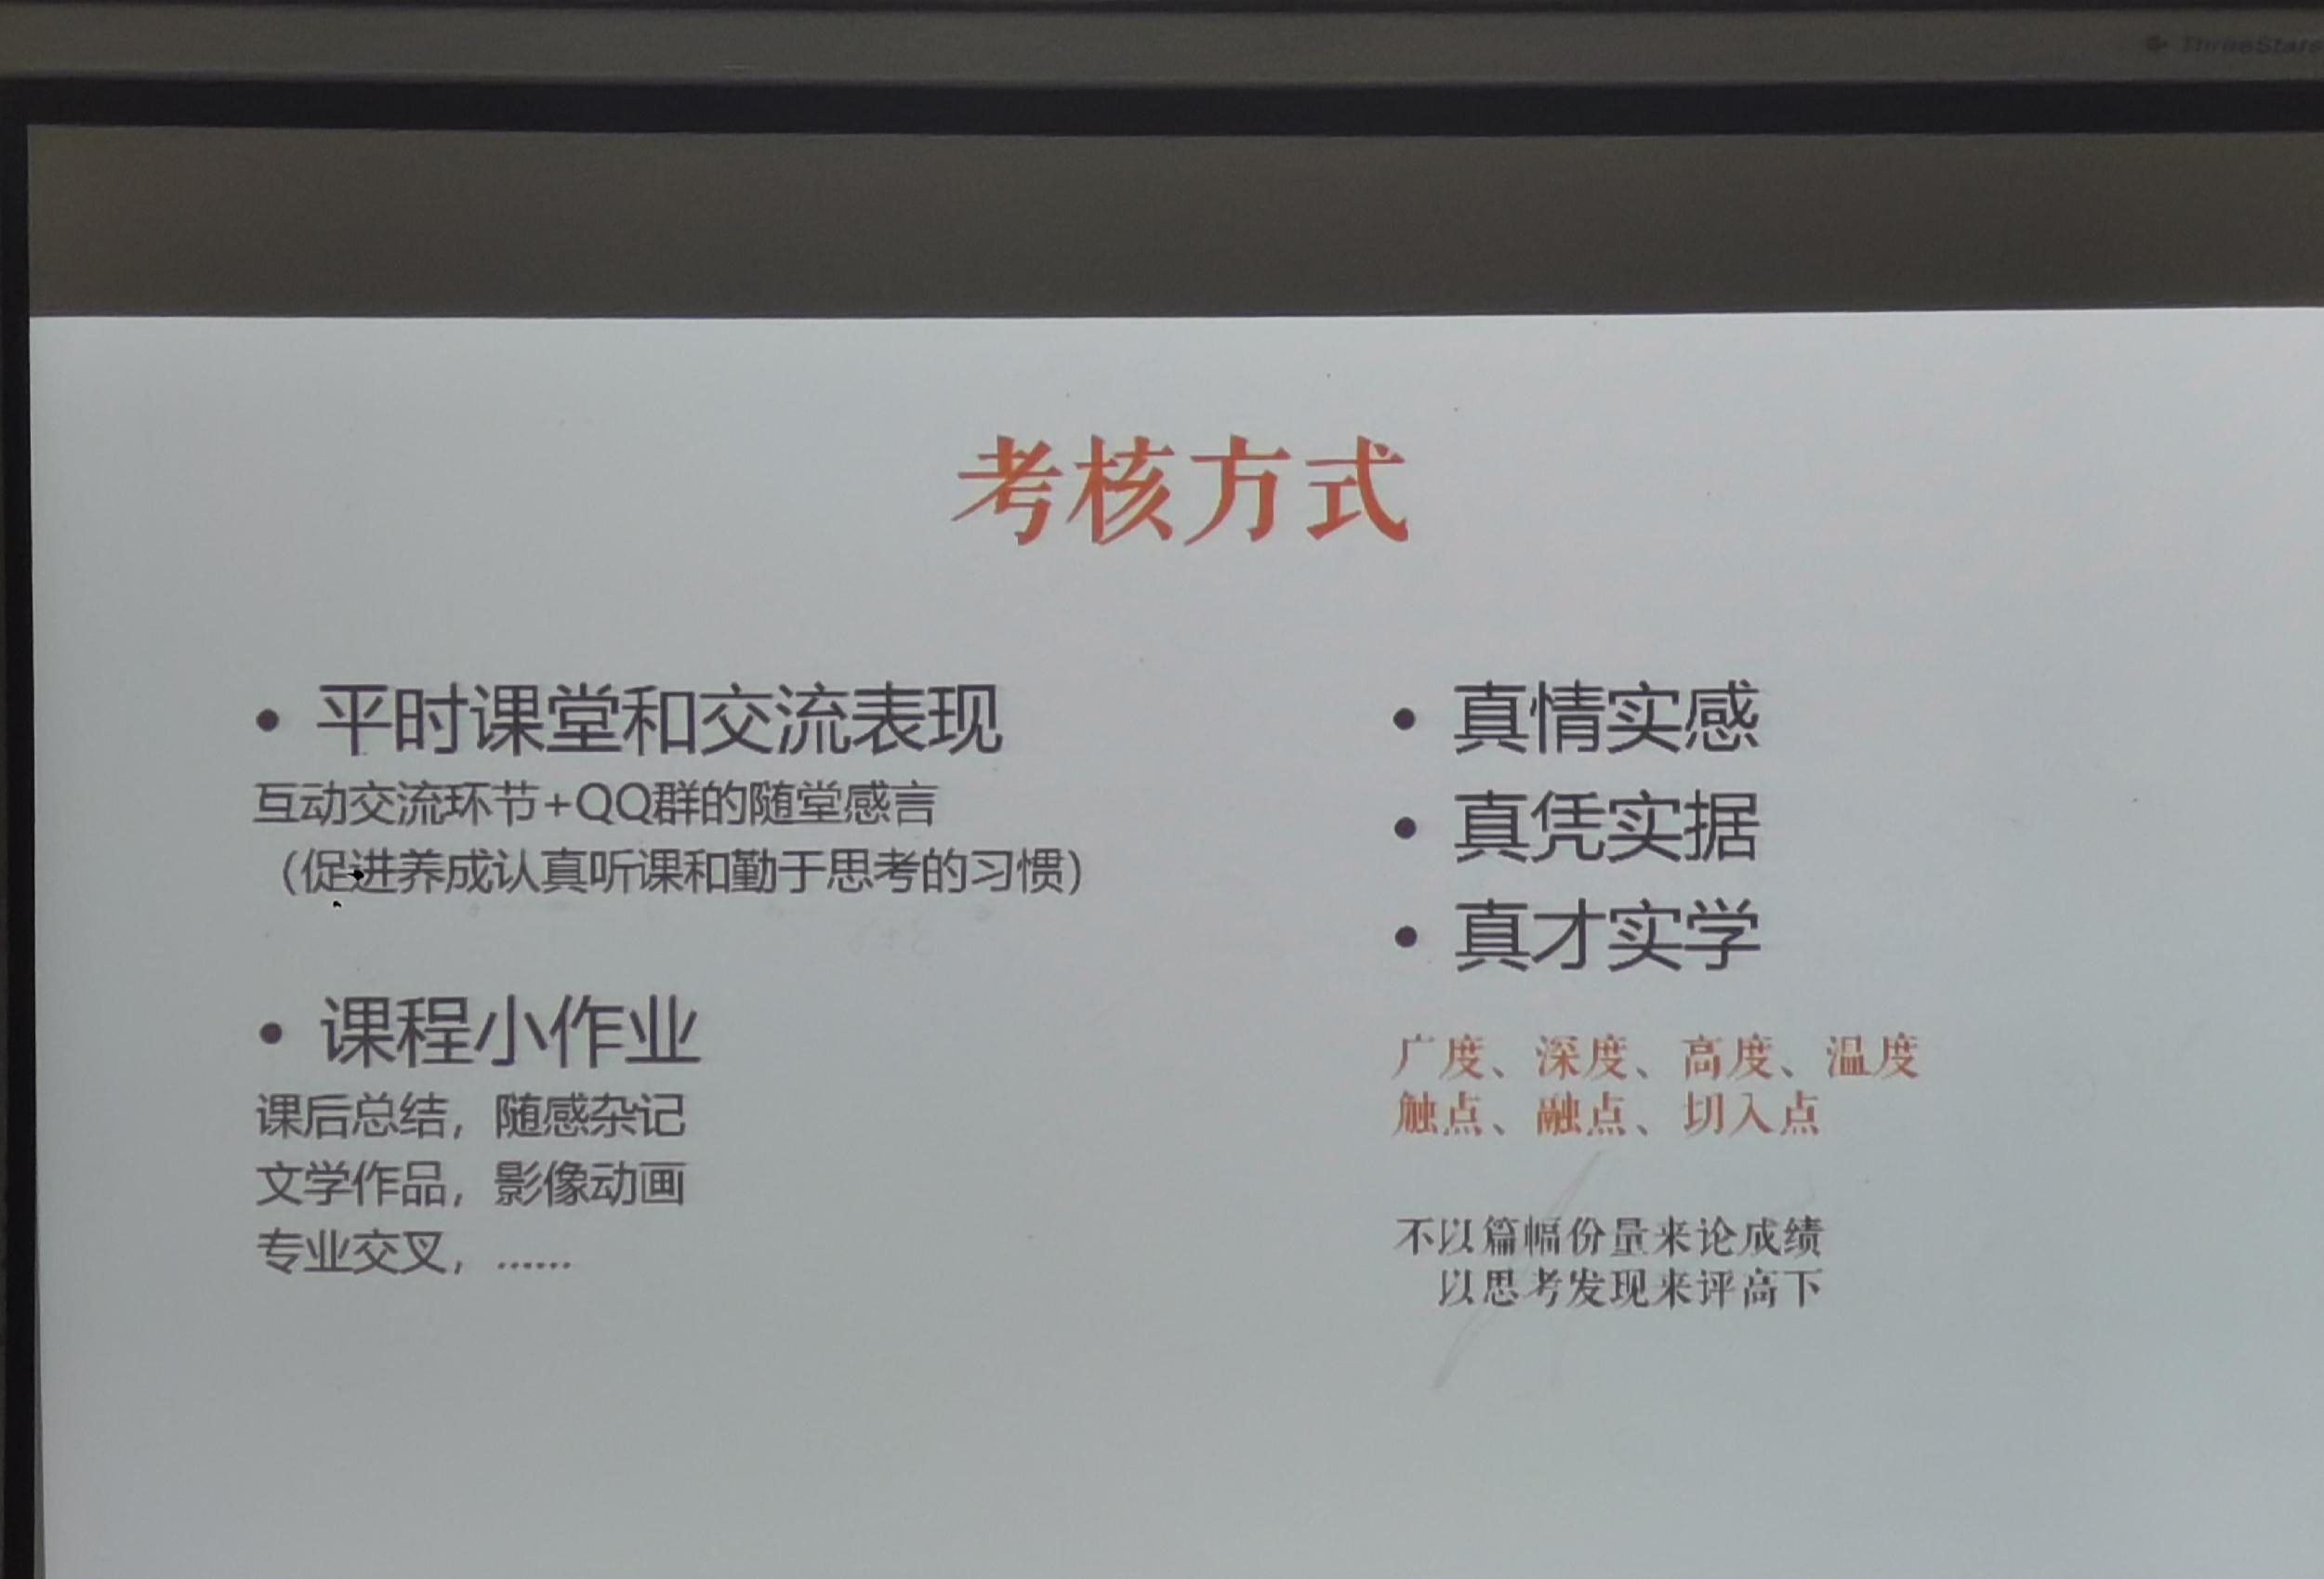 ThreeStars
考核方式
• 平时课堂和交流表现
互动交流环节+QQ群的随堂感言
（促进养成认真听课和勤于思考的习惯）
• 课程小作业
课后总结，随感杂记
文学作品，影像动画
专业交叉，……
• 真情实感
• 真凭实据
• 真才实学
广度、深度、高度、温度
触点、融点、切入点
不以篇幅份量来论成绩
以思考发现来评高下